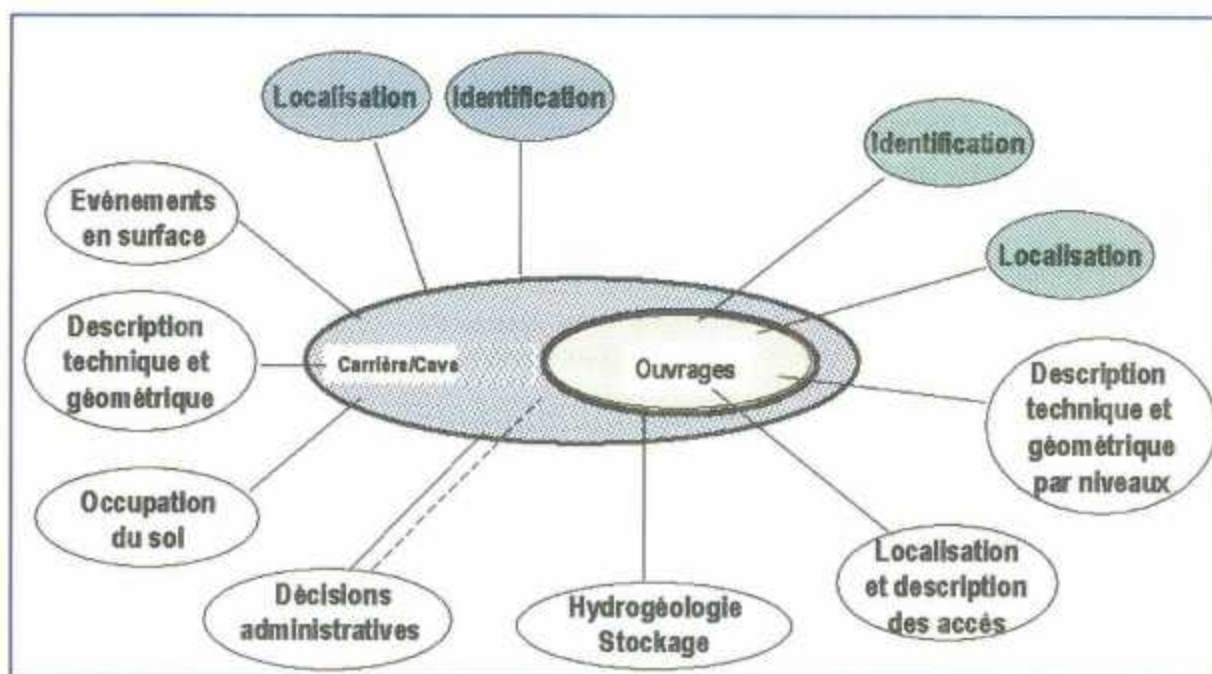 Localisation
Identification
Identification
Localisation
Evénements
en surface
Description
technique et
géométrique
Carrière/Cave
Ouvrages
Description
technique et
géométrique
par niveaux
Occupation
du sol
Décisions
administratives
Hydrogéologie
Stockage
Localisation
et description
des accés